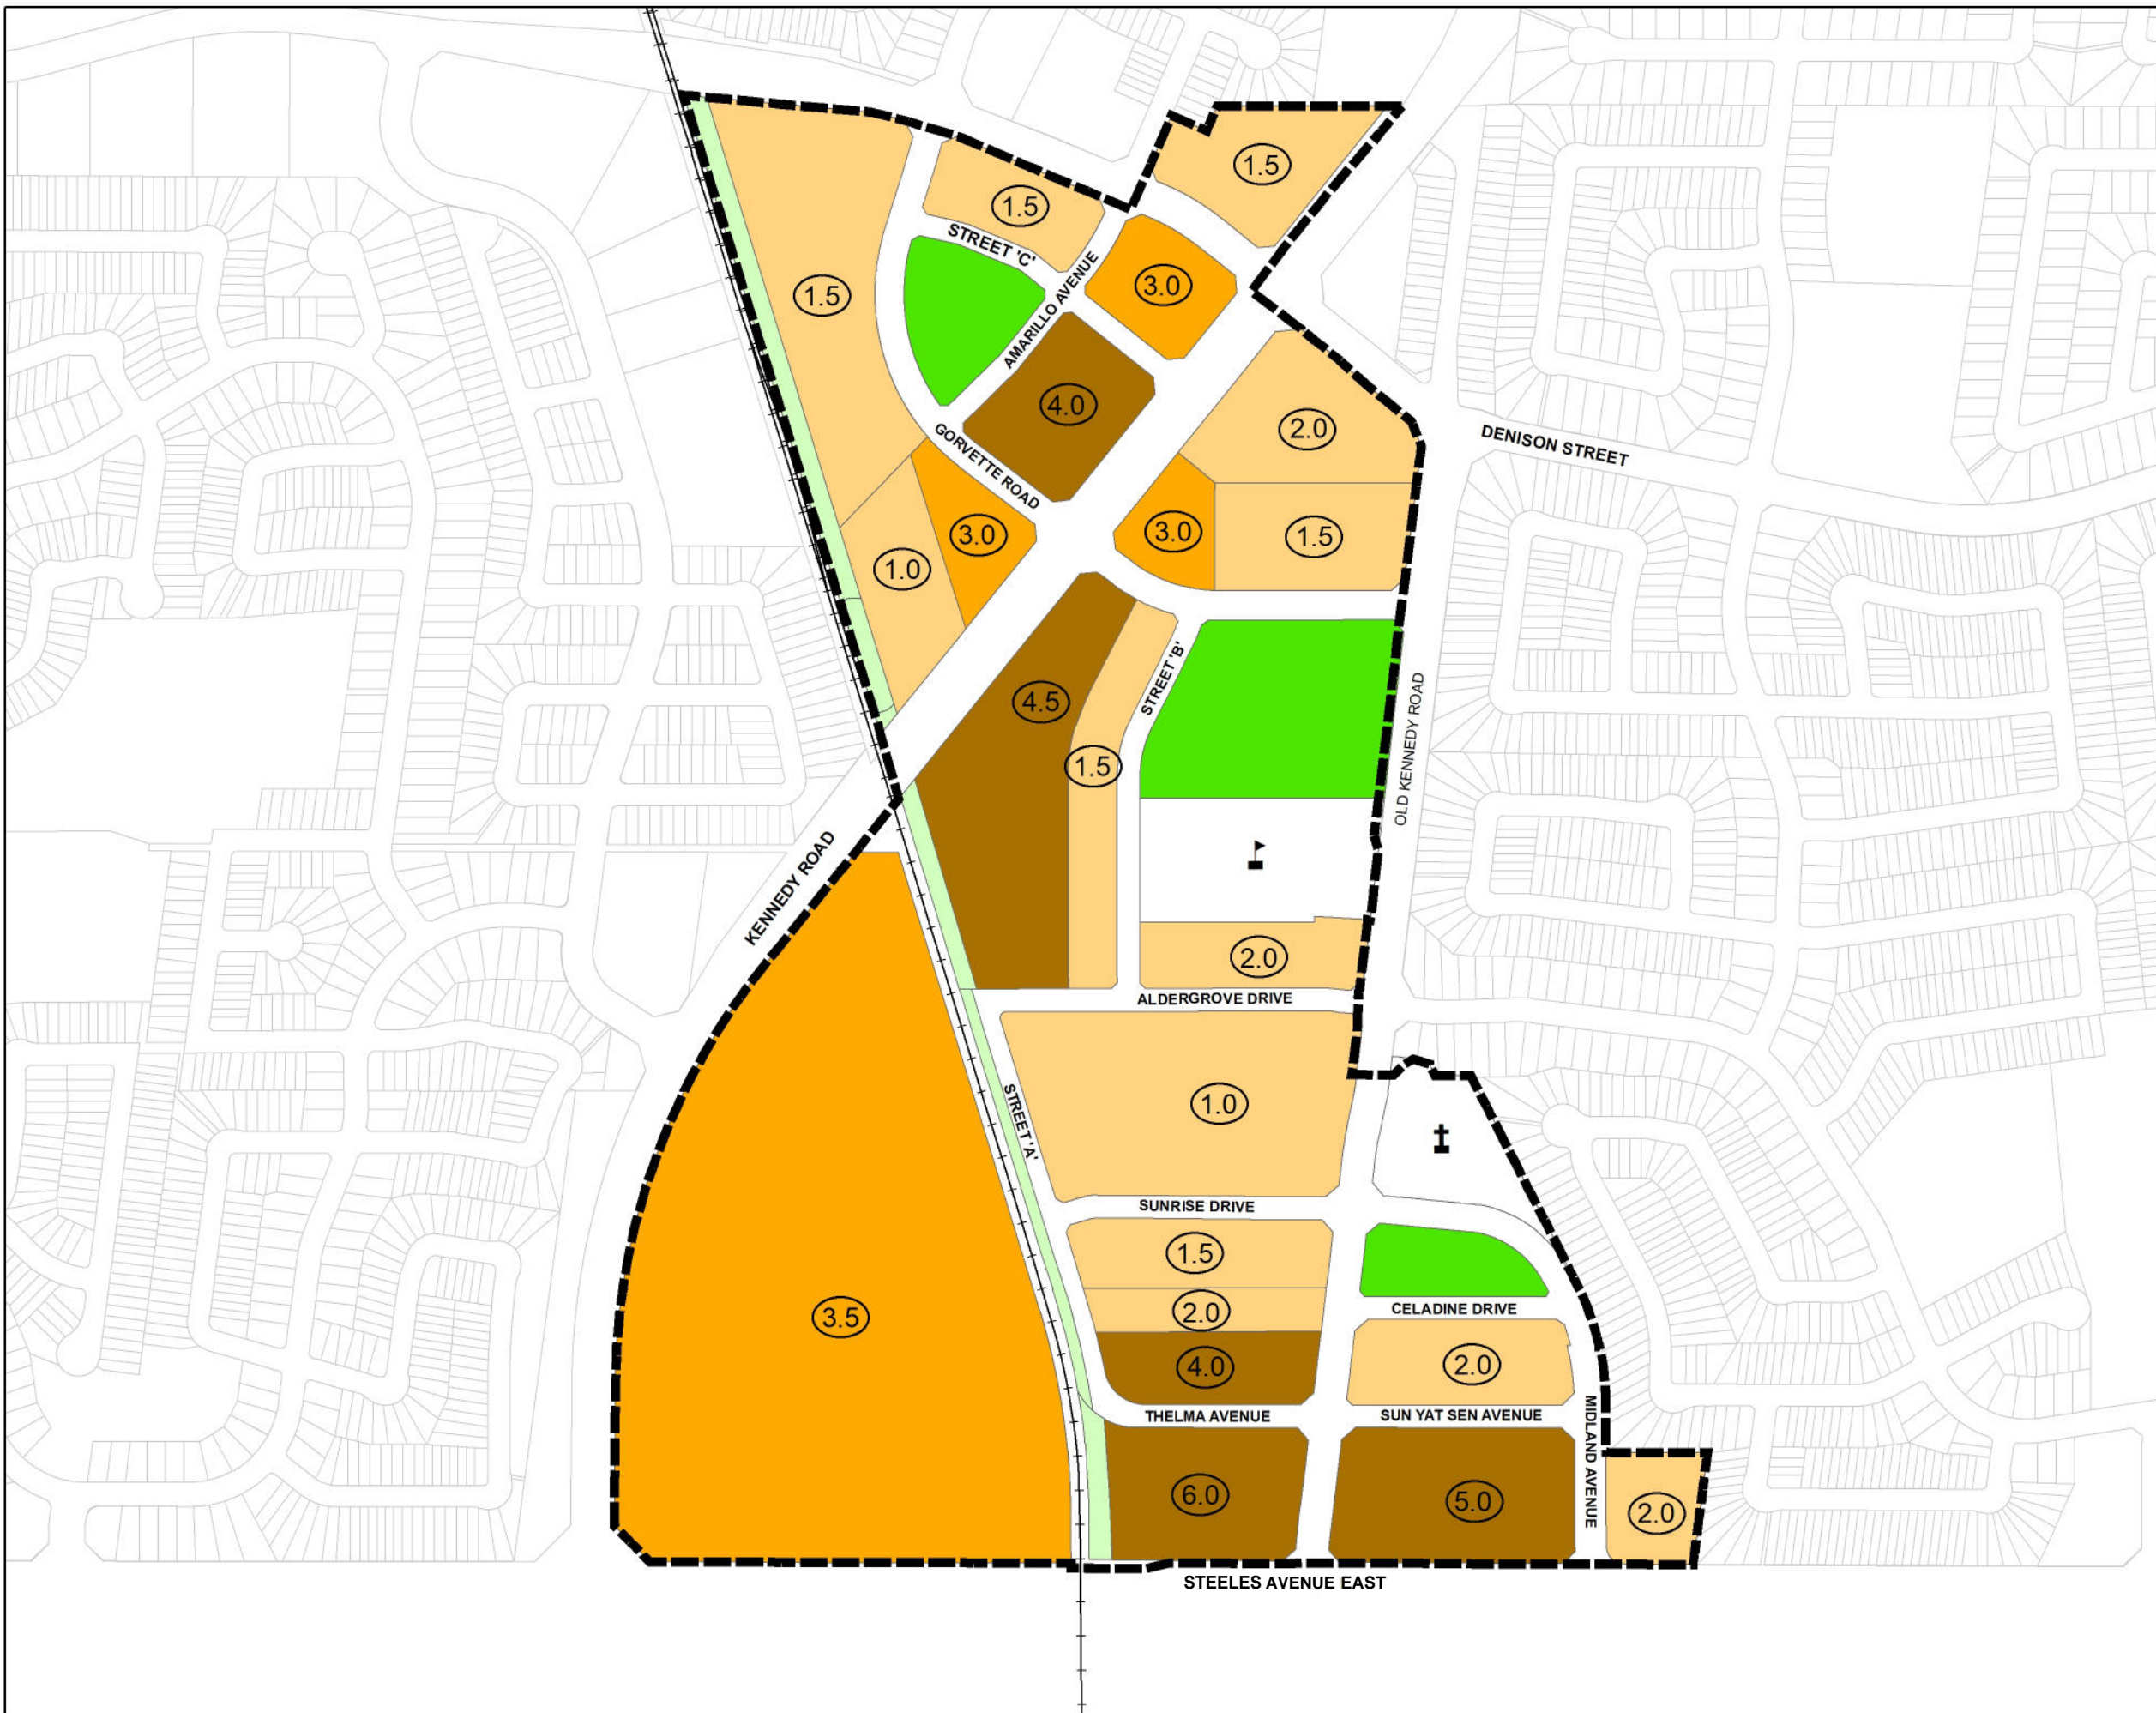 1.5
1.5
STREET 'C'
1.5
AMARILLO AVENUE
3.0
4.0
GORVETTE ROAD
2.0
DENISON STREET
3.0
1.0
3.0
1.5
4.5
1.5
STREET 'B'
OLD KENNEDY ROAD
KENNEDY ROAD
2.0
ALDERGROVE DRIVE
1.0
STREET 'A'
SUNRISE DRIVE
1.5
2.0
4.0
CELADINE DRIVE
2.0
3.5
THELMA AVENUE
SUN YAT SEN AVENUE
MIDLAND AVENUE
6.0
5.0
2.0
STEELES AVENUE EAST